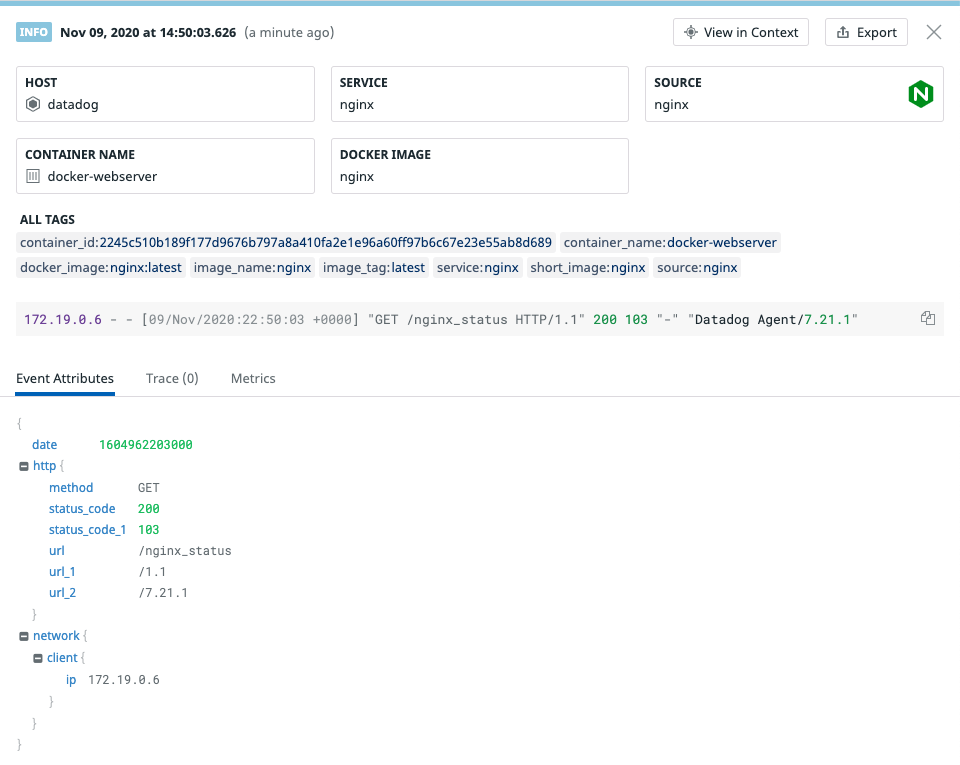 INFO Nov 09, 2020 at 14:50:03.626 (a minute ago) View in Context Export
HOST SERVICE SOURCE
datadog nginx nginx
CONTAINER NAME DOCKER IMAGE
docker-webserver nginx
ALL TAGS
container_id:2245c510b189f177d9676b797a8a410fa2e1e96a60ff97b6c67e23e55ab8d689 container_name:docker-webserver
docker_image:nginx:latest image_name:nginx image_tag:latest service:nginx short_image:nginx source:nginx
172.19.0.6 - - [09/Nov/2020:22:50:03 +0000] "GET /nginx_status HTTP/1.1" 200 103 "-" "Datadog Agent/7.21.1"
Event Attributes Trace (0) Metrics
{
date 1604962203000
http {
method GET
status_code 200
status_code_1 103
url /nginx_status
url_1 /1.1
url_2 /7.21.1
}
network {
client {
ip 172.19.0.6
}
}
}